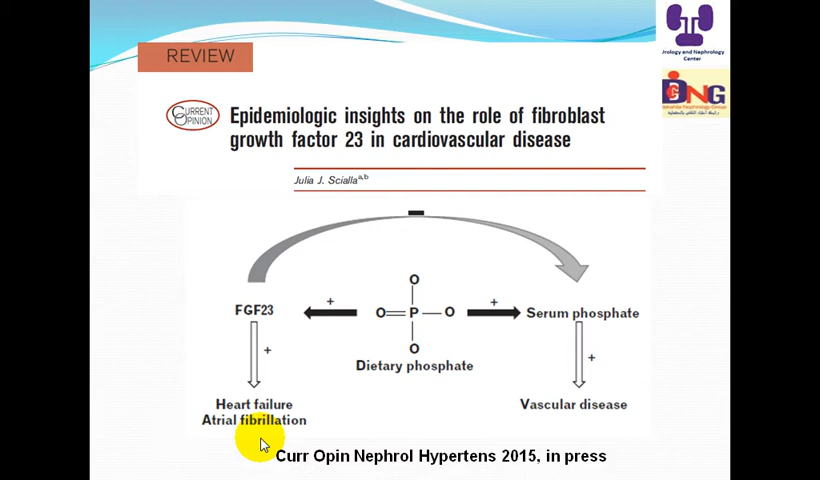 REVIEW
Urology and Nephrology
Center
DNG
CURRENT
OPINION
Epidemiologic insights on the role of fibroblast
growth factor 23 in cardiovascular disease
Julia J. Scialla a,b
O
FGF23 + O=P—O + Serum phosphate
O
+ Dietary phosphate +
Heart failure Vascular disease
Atrial fibrillation
Curr Opin Nephrol Hypertens 2015, in press